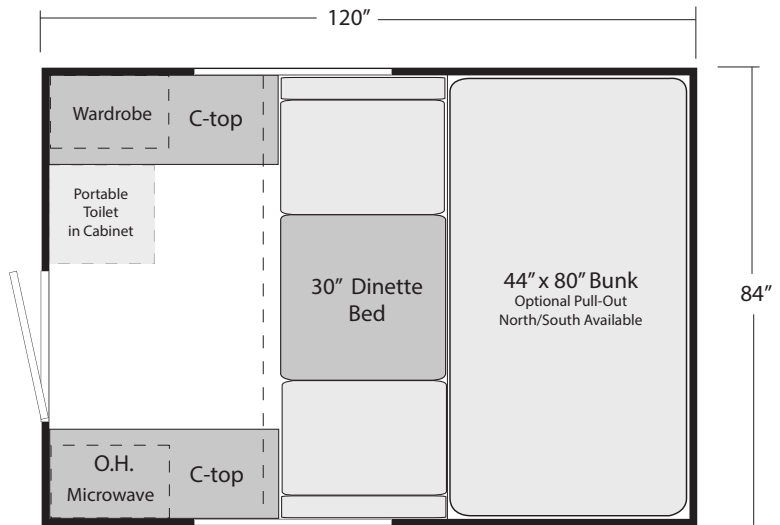 120”
Wardrobe
C-top
Portable
Toilet
in Cabinet
30” Dinette
Bed
44” x 80” Bunk
Optional Pull-Out
North/South Available
84”
O.H.
Microwave
C-top